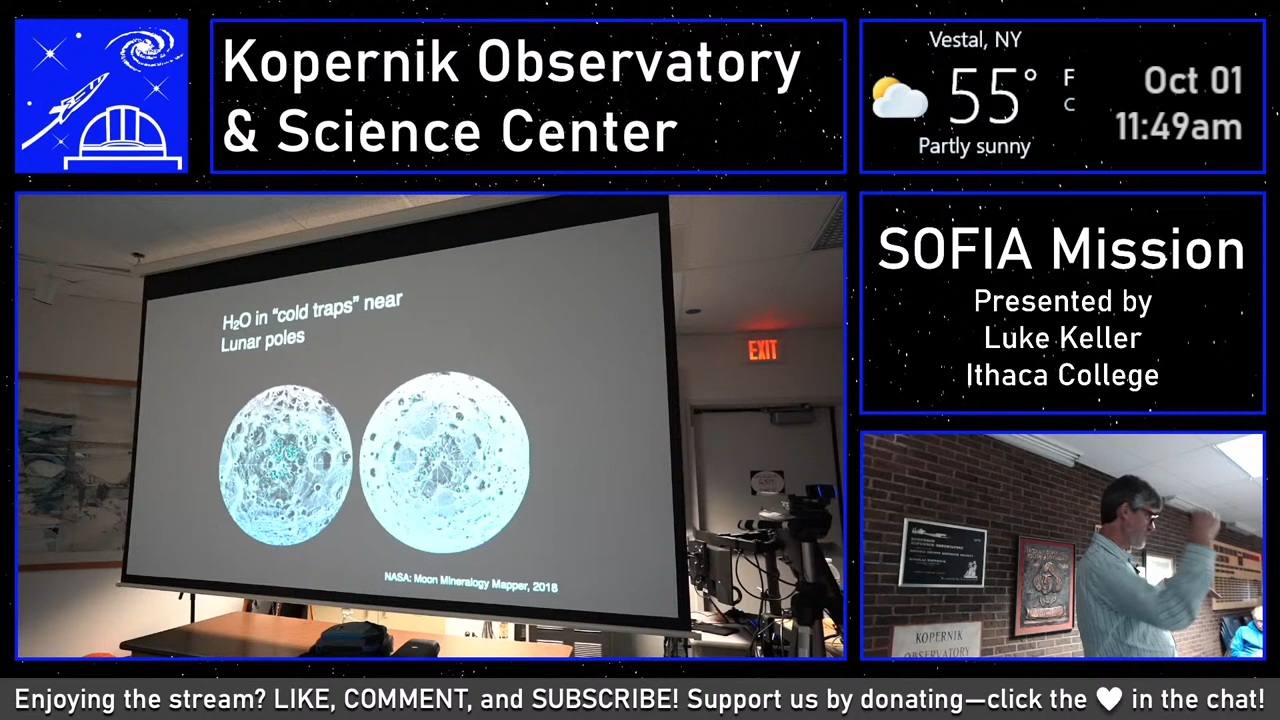 Kopernik Observatory
& Science Center
Vestal, NY
55° F
C
Partly sunny
Oct 01
11:49am
H₂O in “cold traps” near
Lunar poles
NASA: Moon Mineralogy Mapper, 2018
EXIT
SOFIA Mission
Presented by
Luke Keller
Ithaca College
KOPERNIK
OBSERVATORY
Enjoying the stream? LIKE, COMMENT, and SUBSCRIBE! Support us by donating—click the ♥ in the chat!